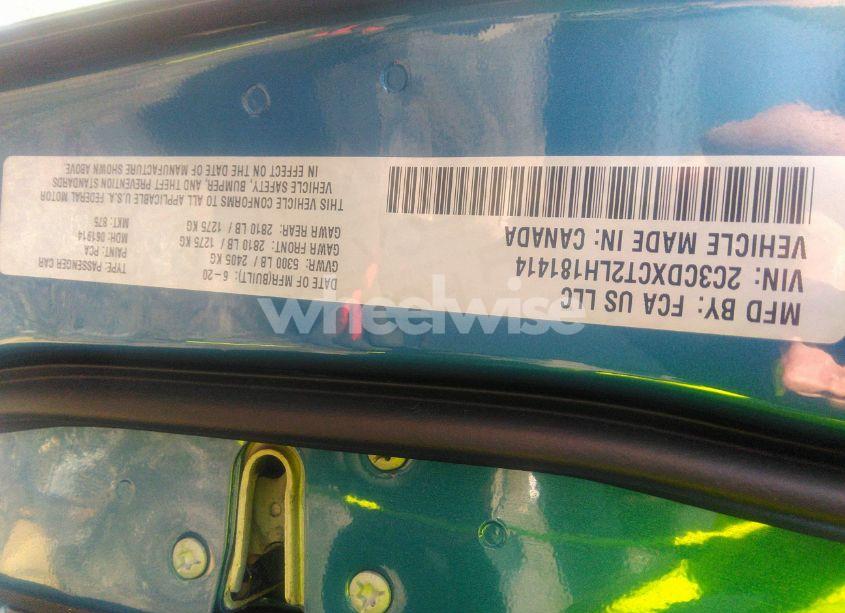 MFD BY: FCA US LLC
VIN: 2C3CDXCT2LH181414
VEHICLE MADE IN: CANADA
DATE OF MFR(BUILT): 6-20
GVWR: 5300 LB / 2405 KG
GAWR FRONT: 2810 LB / 1275 KG
GAWR REAR: 2810 LB / 1275 KG
TYPE: PASSENGER CAR
PAINT: PCA
MDH: 061914
MKT: 875
THIS VEHICLE CONFORMS TO ALL APPLICABLE U.S.A. FEDERAL MOTOR
VEHICLE SAFETY, BUMPER, AND THEFT PREVENTION STANDARDS
IN EFFECT ON THE DATE OF MANUFACTURE SHOWN ABOVE.
wheelwise